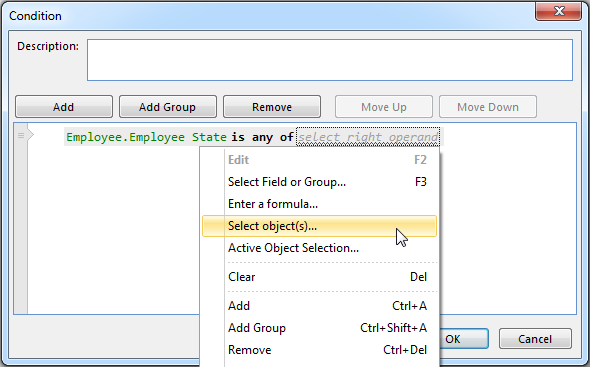 Condition
Description:
Add Add Group Remove Move Up Move Down
Employee.Employee State is any of select right operand
Edit F2
Select Field or Group... F3
Enter a formula...
Select object(s)...
Active Object Selection...
Clear Del
Add Ctrl+A
Add Group Ctrl+Shift+A
Remove Ctrl+Del
OK Cancel